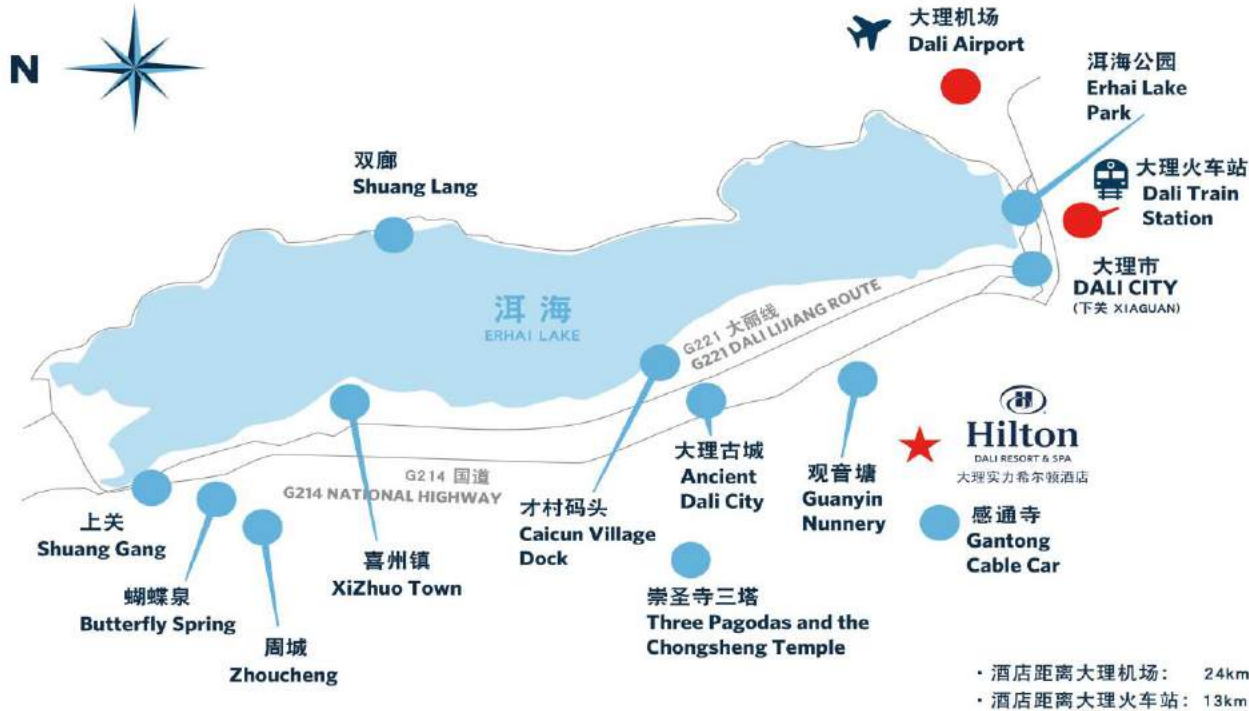 N
大理机场
Dali Airport
洱海公园
Erhai Lake
Park
双廊
Shuang Lang
大理火车站
Dali Train
Station
大理市
DALI CITY
(下关 XIAGUAN)
洱海
ERHAI LAKE
G221 大丽线
G221 DALI LIJIANG ROUTE
H
Hilton
DALI RESORT & SPA
大理实力希尔顿酒店
大理古城
Ancient
Dali City
观音塘
Guanyin
Nunnery
G214 国道
G214 NATIONAL HIGHWAY
才村码头
Caicun Village
Dock
感通寺
Gantong
Cable Car
上关
Shuang Gang
喜州镇
XiZhuo Town
蝴蝶泉
Butterfly Spring
崇圣寺三塔
Three Pagodas and the
Chongsheng Temple
周城
Zhoucheng
· 酒店距离大理机场： 24km
· 酒店距离大理火车站： 13km